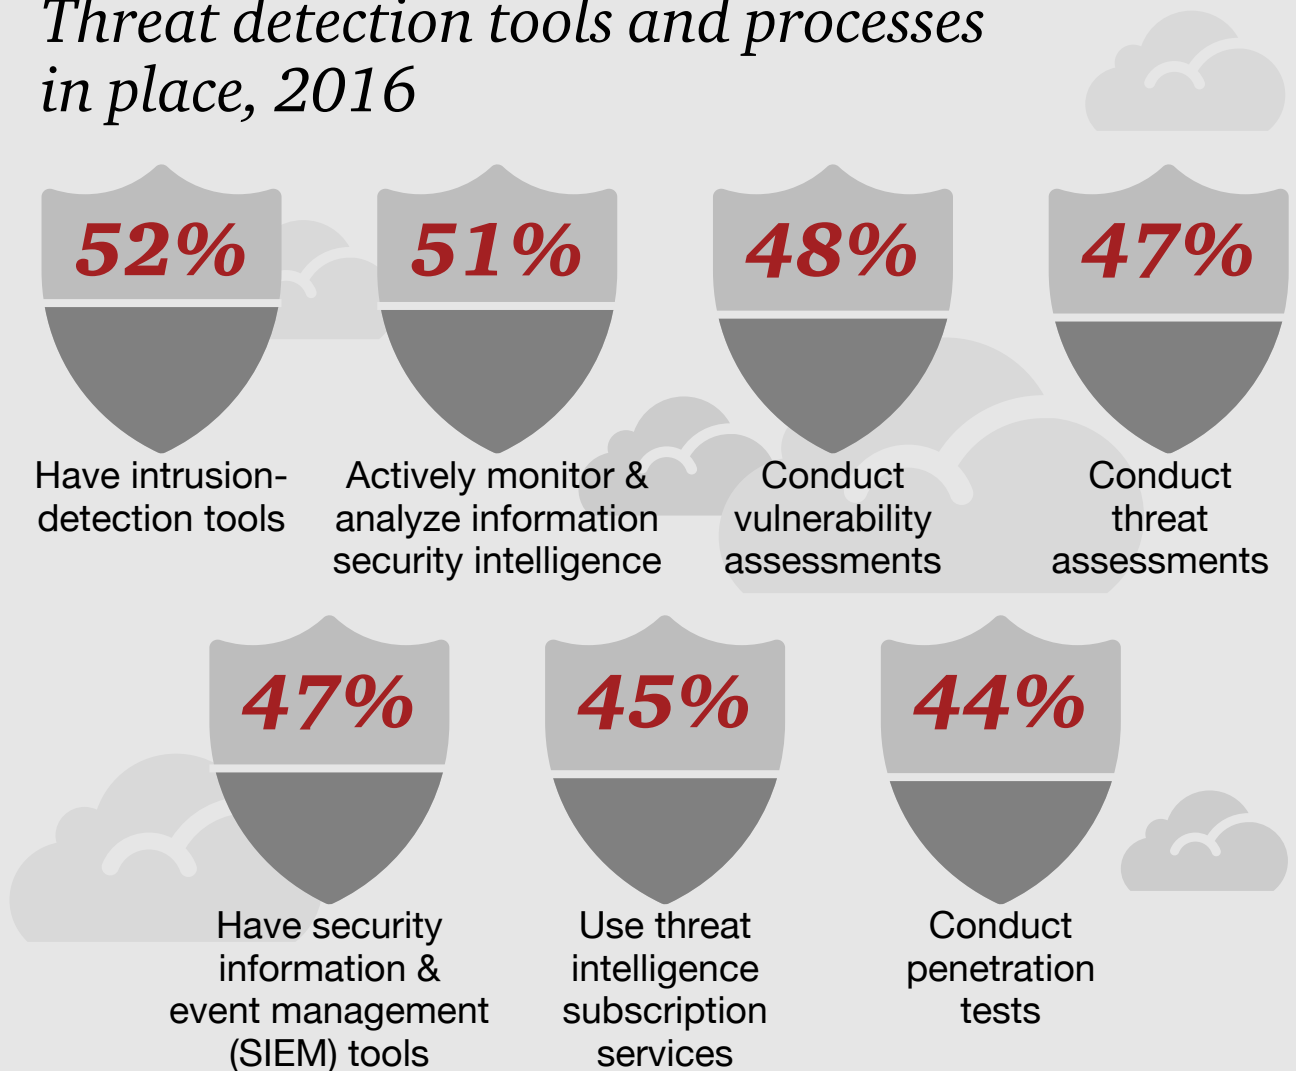 Threat detection tools and processes
in place, 2016
52%
51%
48%
47%
Have intrusion-
detection tools
Actively monitor &
analyze information
security intelligence
Conduct
vulnerability
assessments
Conduct
threat
assessments
47%
45%
44%
Have security
information &
event management
(SIEM) tools
Use threat
intelligence
subscription
services
Conduct
penetration
tests